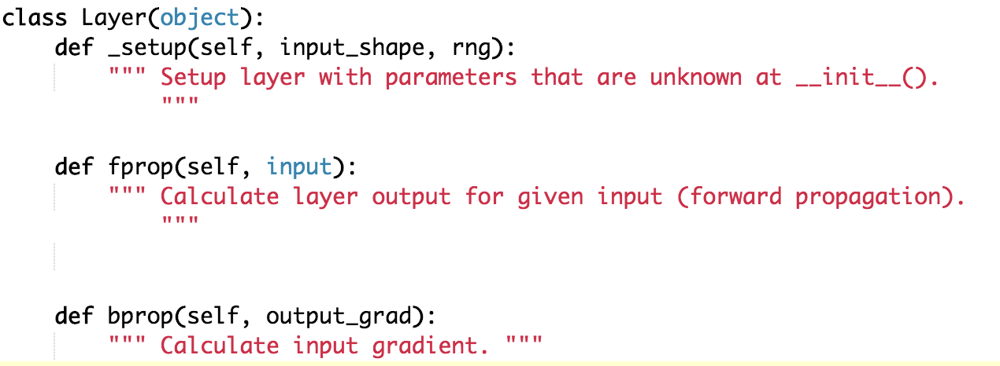 class Layer(object):
    def _setup(self, input_shape, rng):
        """ Setup layer with parameters that are unknown at __init__().
            """
    def fprop(self, input):
        """ Calculate layer output for given input (forward propagation).
            """
    def bprop(self, output_grad):
        """ Calculate input gradient. """